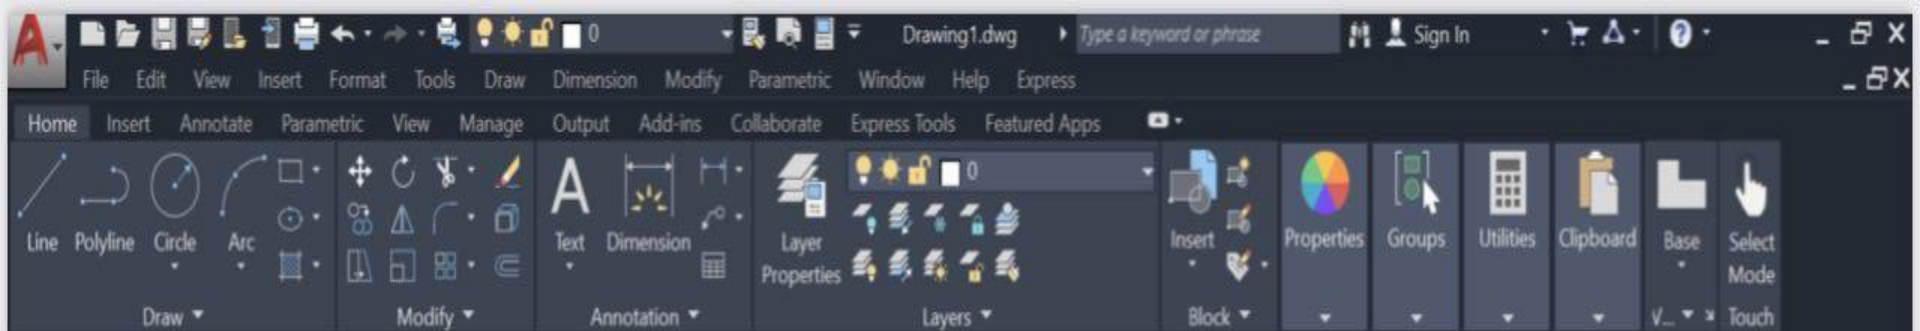 A 0 Drawing1.dwg Type a keyword or phrase Sign In ?
File Edit View Insert Format Tools Draw Dimension Modify Parametric Window Help Express
Home Insert Annotate Parametric View Manage Output Add-ins Collaborate Express Tools Featured Apps
A 0
Line Polyline Circle Arc Text Dimension Layer Properties Insert Properties Groups Utilities Clipboard Base Select Mode
Draw Modify Annotation Layers Block V... Touch